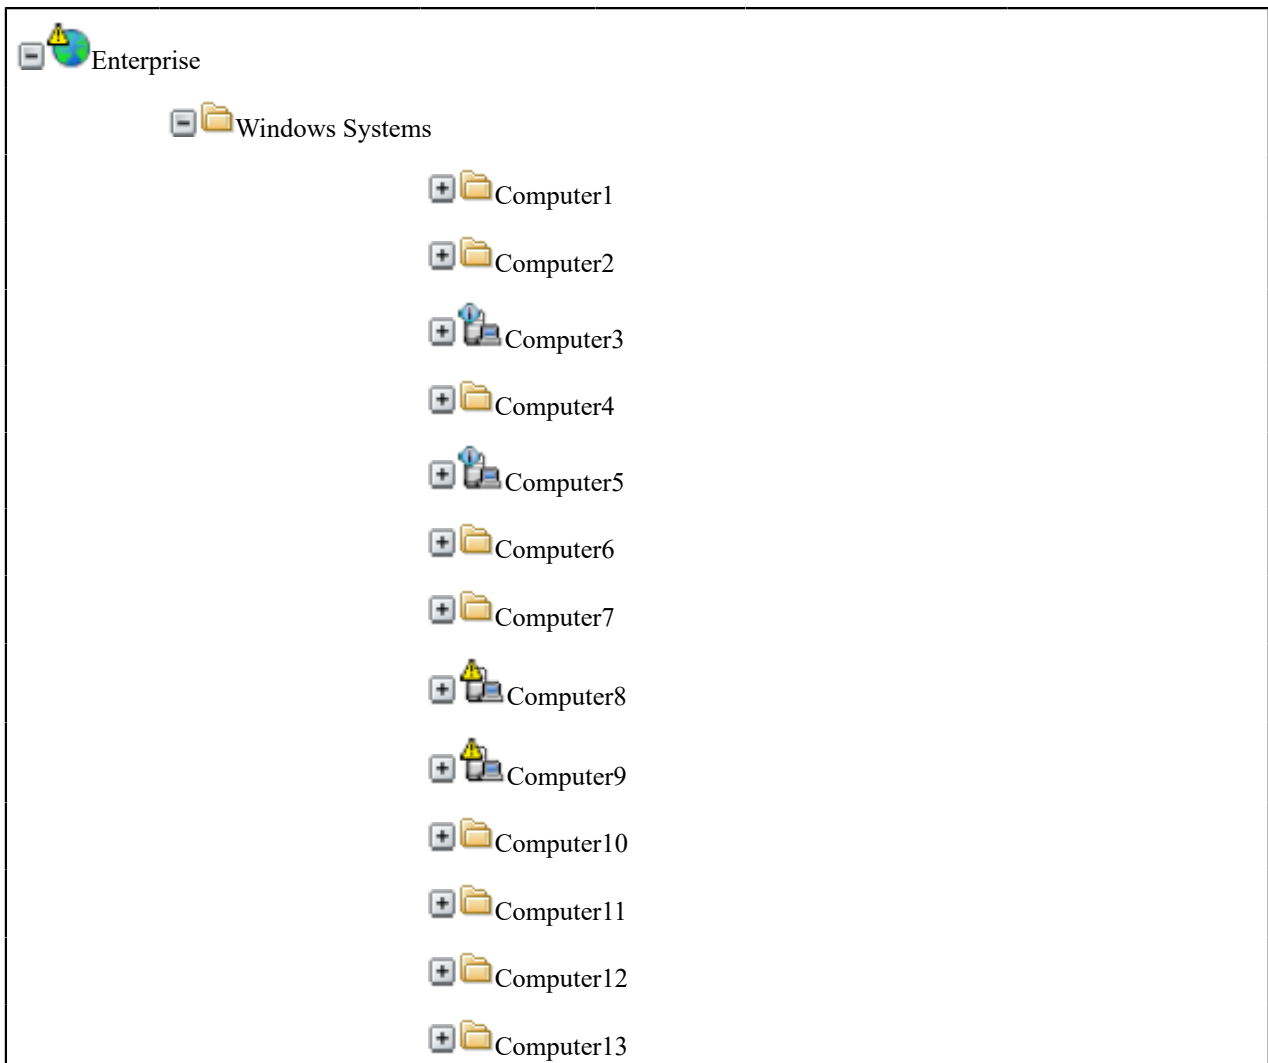 Enterprise
Windows Systems
Computer1
Computer2
Computer3
Computer4
Computer5
Computer6
Computer7
Computer8
Computer9
Computer10
Computer11
Computer12
Computer13